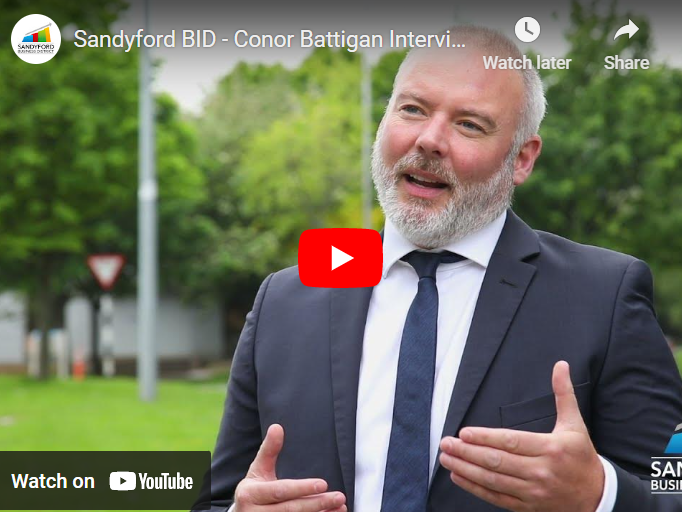 SANDYFORD
BUSINESS DISTRICT
Sandyford BID - Conor Battigan Intervi...
Watch later
Share
Watch on YouTube
SAN
BUSIN